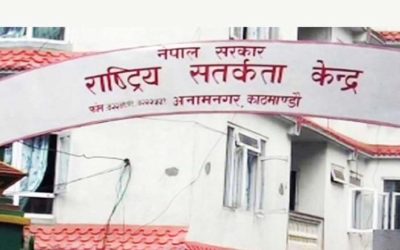 नेपाल सरकार
राष्ट्रिय सतर्कता केन्द्र
फोन अनामनगर, काठमाण्डौ